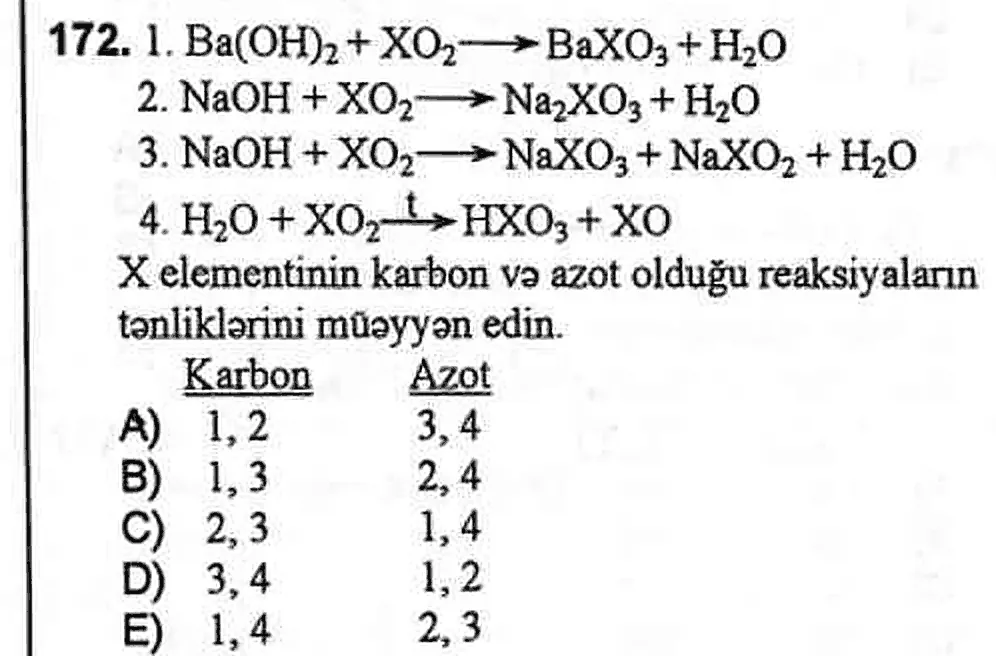 172. 1. Ba(OH)₂ + XO₂ ⟶ BaXO₃ + H₂O
2. NaOH + XO₂ ⟶ Na₂XO₃ + H₂O
3. NaOH + XO₂ ⟶ NaXO₃ + NaXO₂ + H₂O
4. H₂O + XO₂ —t→ HXO₃ + XO
X elementinin karbon və azot olduğu reaksiyaların
tənliklərini müəyyən edin.
Karbon Azot
A) 1, 2 3, 4
B) 1, 3 2, 4
C) 2, 3 1, 4
D) 3, 4 1, 2
E) 1, 4 2, 3